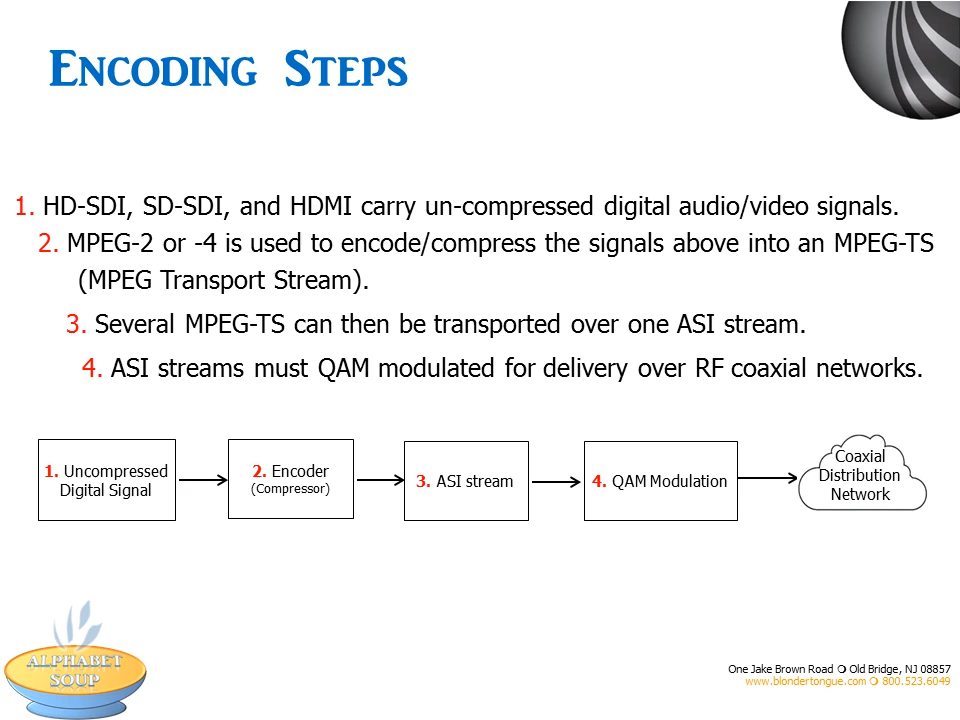 ENCODING STEPS
1. HD-SDI, SD-SDI, and HDMI carry un-compressed digital audio/video signals.
2. MPEG-2 or -4 is used to encode/compress the signals above into an MPEG-TS
(MPEG Transport Stream).
3. Several MPEG-TS can then be transported over one ASI stream.
4. ASI streams must QAM modulated for delivery over RF coaxial networks.
1. Uncompressed
Digital Signal
2. Encoder
(Compressor)
3. ASI stream
4. QAM Modulation
Coaxial
Distribution
Network
ALPHABET
SOUP
One Jake Brown Road ❍ Old Bridge, NJ 08857
www.blondertongue.com ❍ 800.523.6049